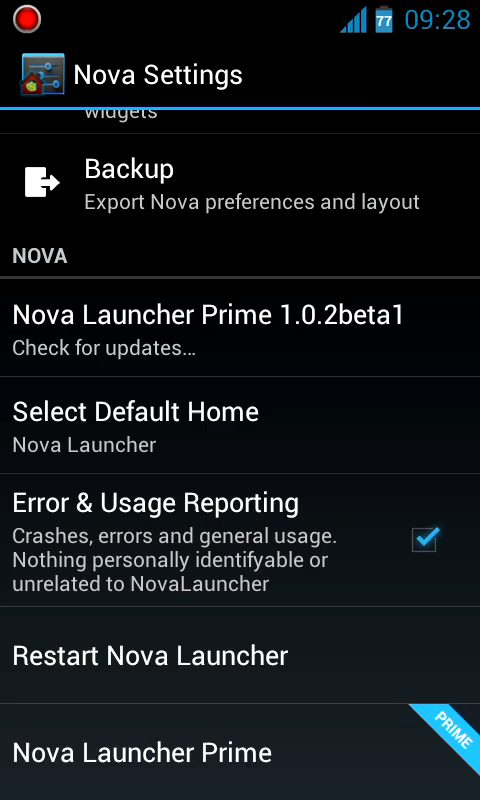 77 09:28
Nova Settings
widgets
Backup
Export Nova preferences and layout
NOVA
Nova Launcher Prime 1.0.2beta1
Check for updates...
Select Default Home
Nova Launcher
Error & Usage Reporting
Crashes, errors and general usage.
Nothing personally identifyable or
unrelated to NovaLauncher
Restart Nova Launcher
PRIME
Nova Launcher Prime